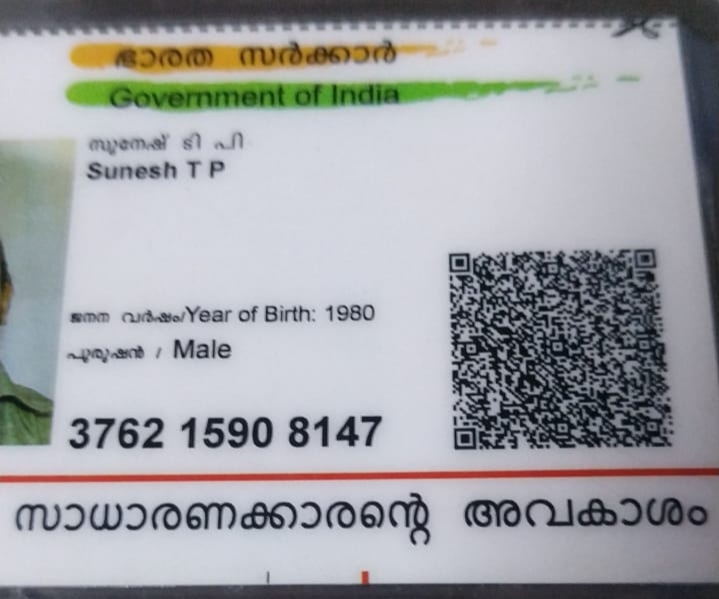 ഭാരത സർക്കാർ
Government of India
സുനേഷ് ടി പി
Sunesh T P
ജനന വർഷം/Year of Birth: 1980
പുരുഷൻ / Male
3762 1590 8147
സാധാരണക്കാരന്റെ അവകാശം